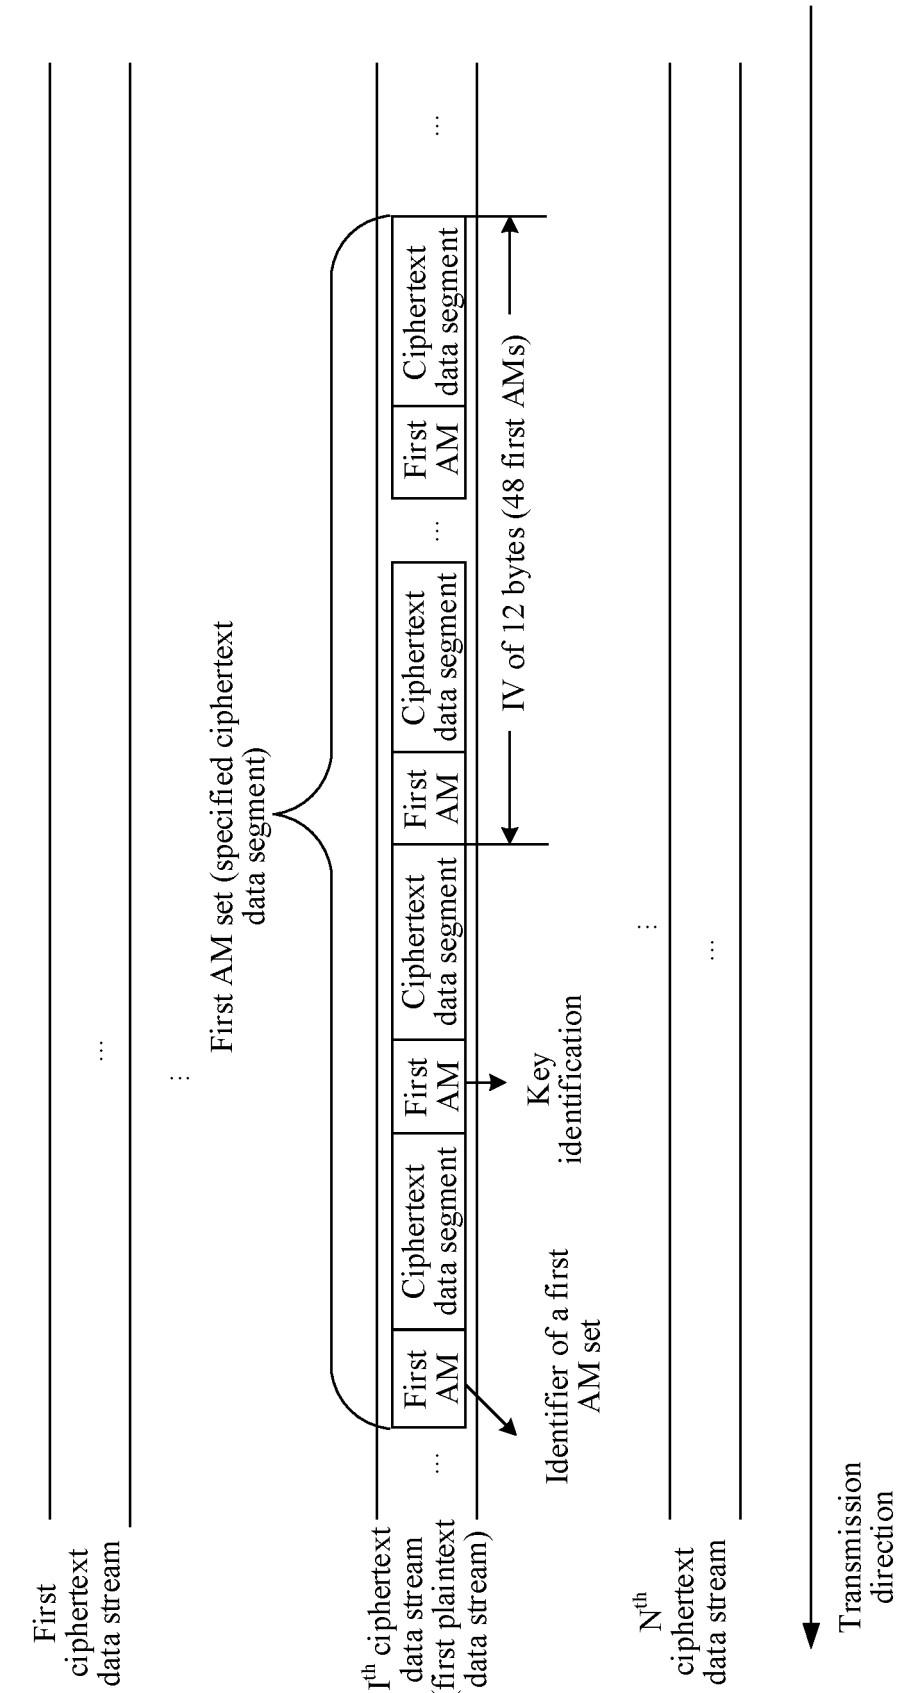 First
ciphertext
data stream
...
...
First AM set (specified ciphertext
data segment)
Ith ciphertext
data stream
(first plaintext
data stream)
...
First
AM
Ciphertext
data segment
First
AM
Ciphertext
data segment
First
AM
Ciphertext
data segment
...
First
AM
Ciphertext
data segment
...
Identifier of a first
AM set
Key
identification
IV of 12 bytes (48 first AMs)
...
Nth
ciphertext
data stream
...
Transmission
direction